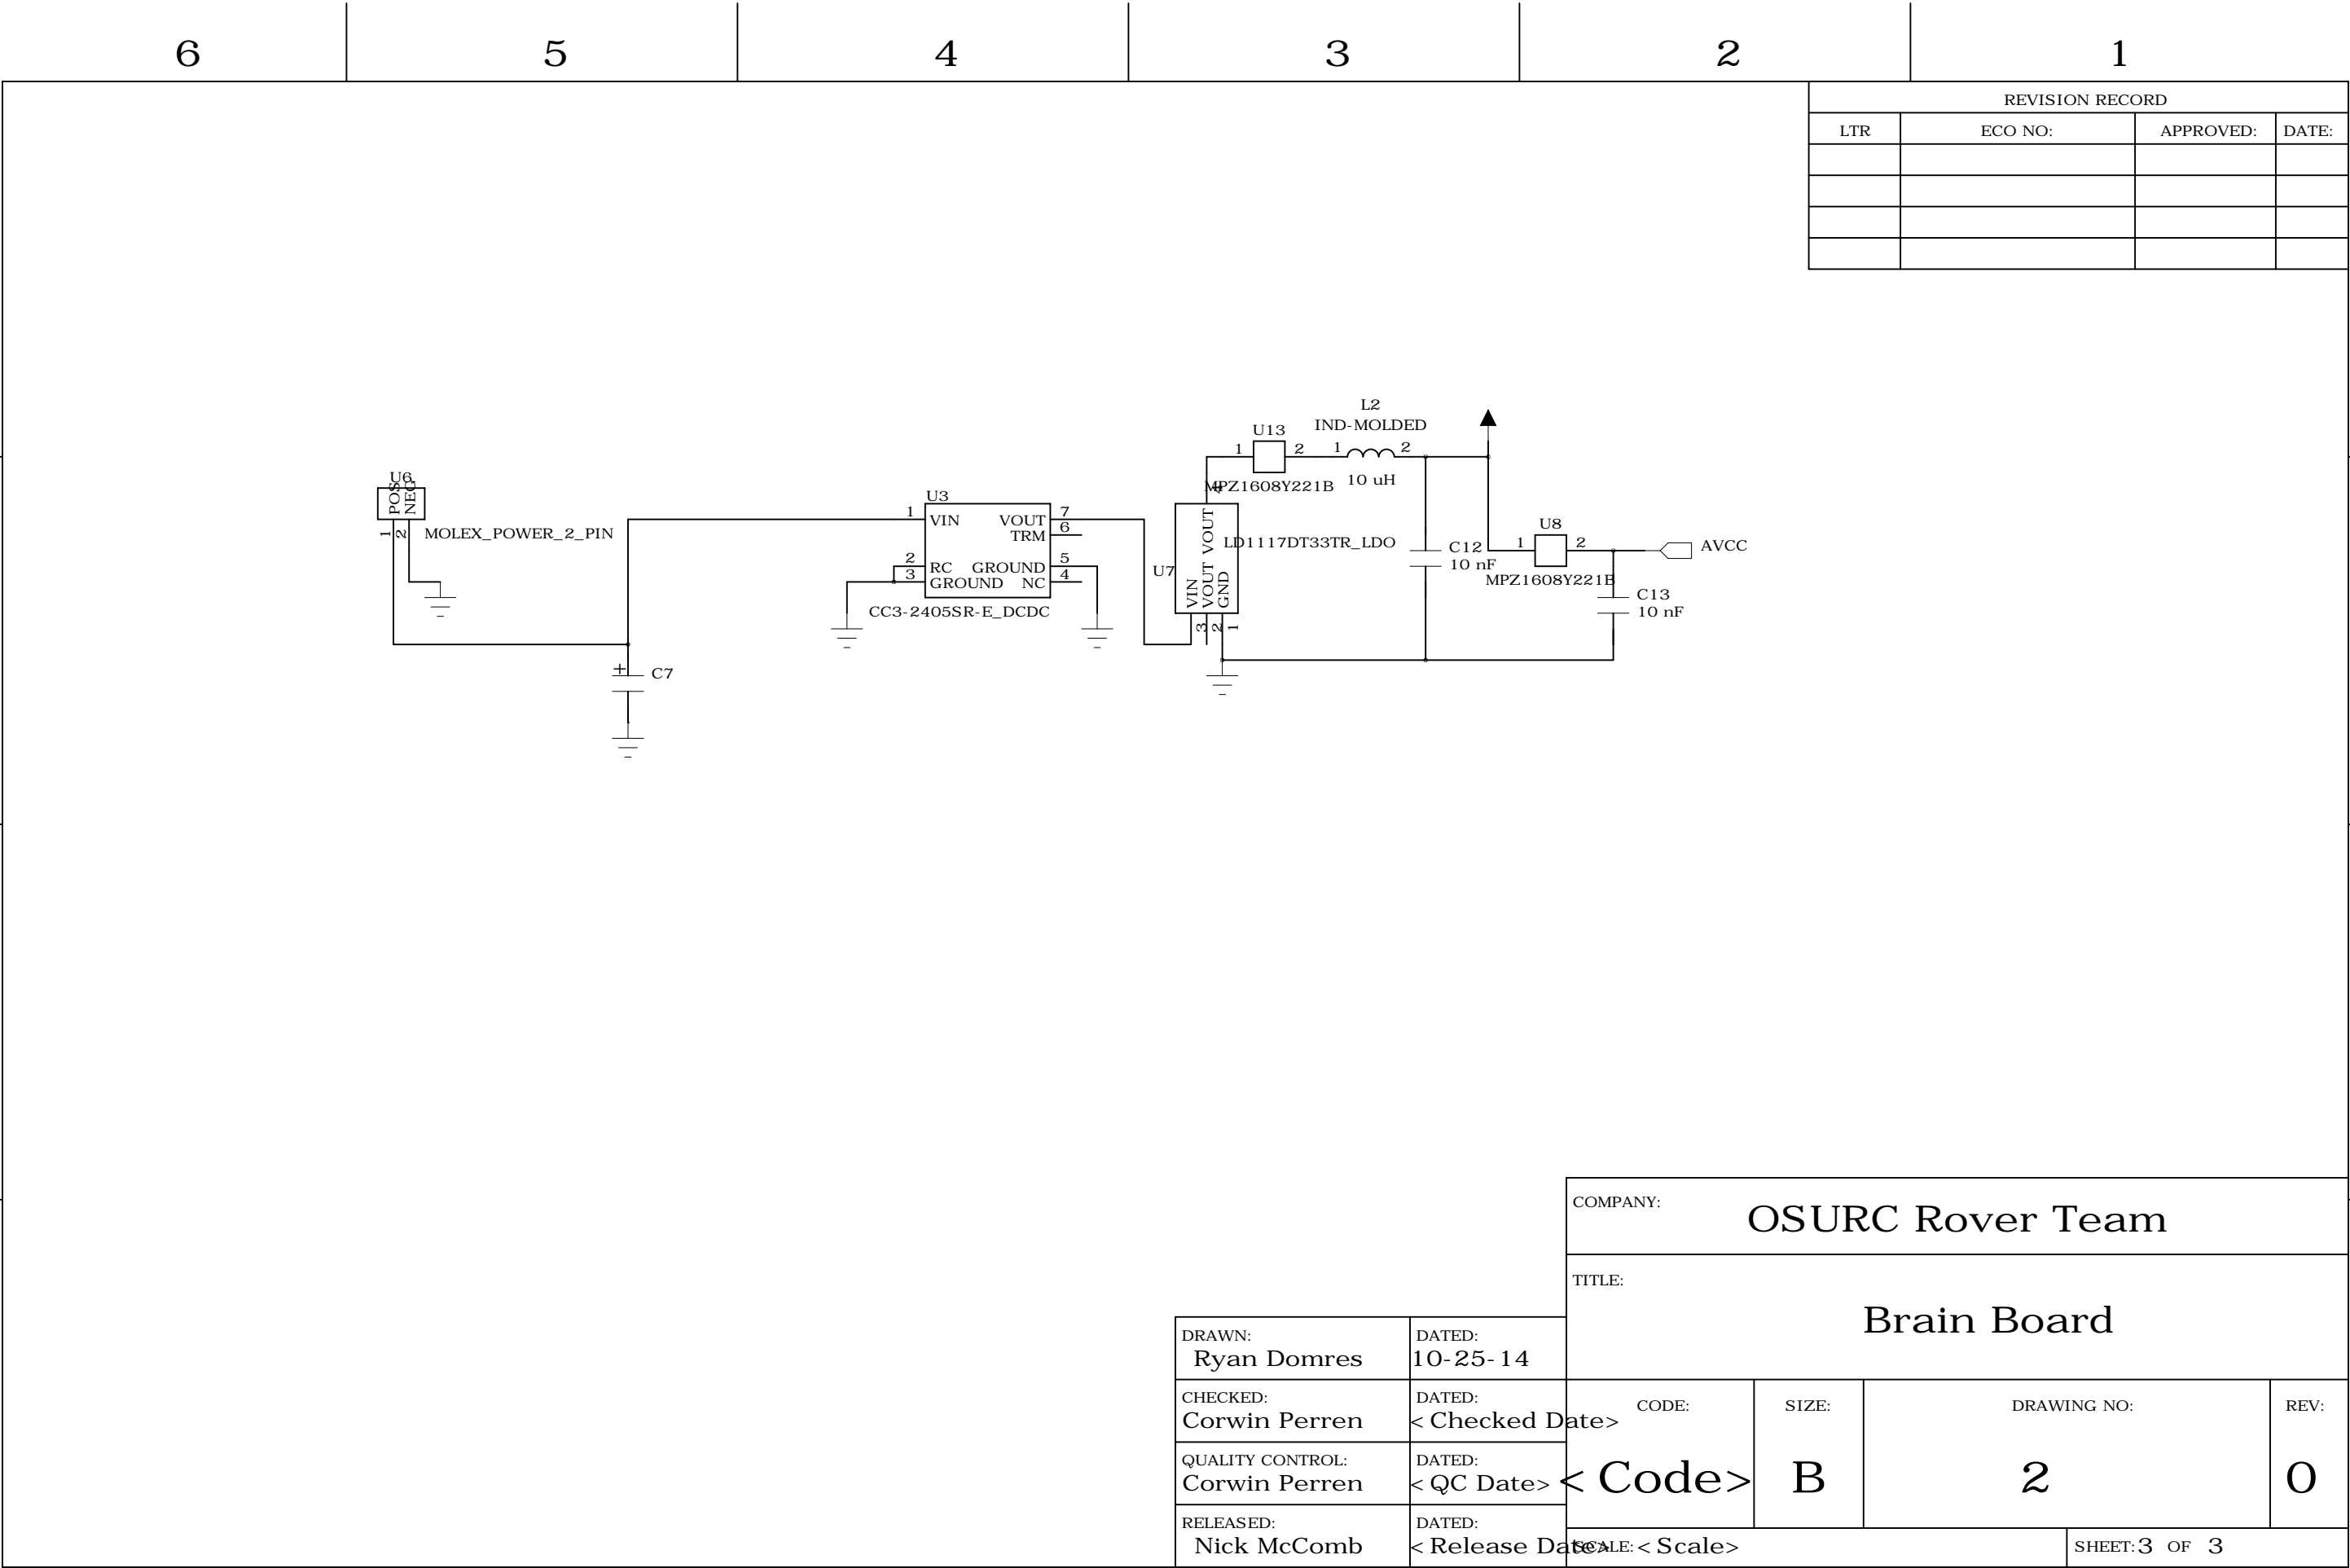 6 5 4 3 2 1
REVISION RECORD
LTR ECO NO: APPROVED: DATE:
L2
IND-MOLDED
U13
1 2 1 2
10 uH
MPZ1608Y221B
4
U6
POS
NEG
1
2
MOLEX_POWER_2_PIN
U3
1 VIN VOUT 7
TRM 6
2 RC GROUND 5
3 GROUND NC 4
CC3-2405SR-E_DCDC
U7
VOUT
VIN
VOUT
GND
3
2
1
LD1117DT33TR_LDO
C12
10 nF
U8
1 2
MPZ1608Y221B
AVCC
C13
10 nF
+
C7
COMPANY: OSURC Rover Team
TITLE:
Brain Board
DRAWN: DATED:
Ryan Domres 10-25-14
CHECKED: DATED:
Corwin Perren <Checked Date>
QUALITY CONTROL: DATED:
Corwin Perren <QC Date>
RELEASED: DATED:
Nick McComb <Release Date>
CODE: SIZE: DRAWING NO: REV:
<Code> B 2 0
SCALE: <Scale> SHEET: 3 OF 3